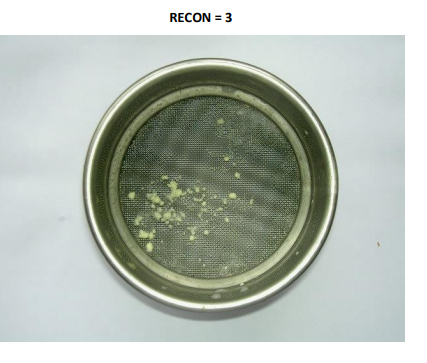 RECON = 3